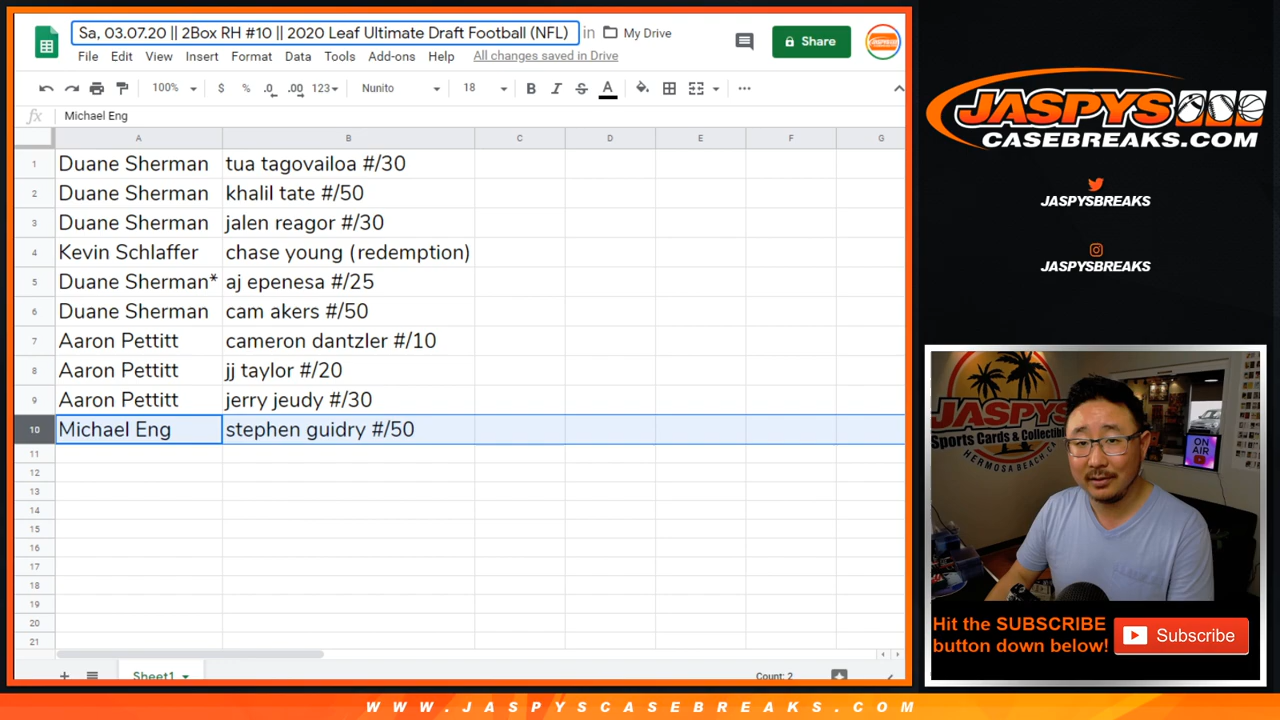 Sa, 03.07.20 || 2Box RH #10 || 2020 Leaf Ultimate Draft Football (NFL) in My Drive
Share
File Edit View Insert Format Data Tools Add-ons Help All changes saved in Drive
100% $ % .0 .00 123 Nunito 18 B I S A
fx Michael Eng
A B C D E F G
1 Duane Sherman tua tagovailoa #/30
2 Duane Sherman khalil tate #/50
3 Duane Sherman jalen reagor #/30
4 Kevin Schlaffer chase young (redemption)
5 Duane Sherman* aj epenesa #/25
6 Duane Sherman cam akers #/50
7 Aaron Pettitt cameron dantzler #/10
8 Aaron Pettitt jj taylor #/20
9 Aaron Pettitt jerry jeudy #/30
10 Michael Eng stephen guidry #/50
11
12
13
14
15
16
17
18
19
20
21
Sheet1 Count: 2
JASPYS
CASEBREAKS.COM
JASPYSBREAKS
JASPYSBREAKS
JASPYS
Sports Cards & Collectibles
HERMOSA BEACH, CA
ON
AIR
Hit the SUBSCRIBE
button down below!
Subscribe
WWW.JASPYSCASEBREAKS.COM